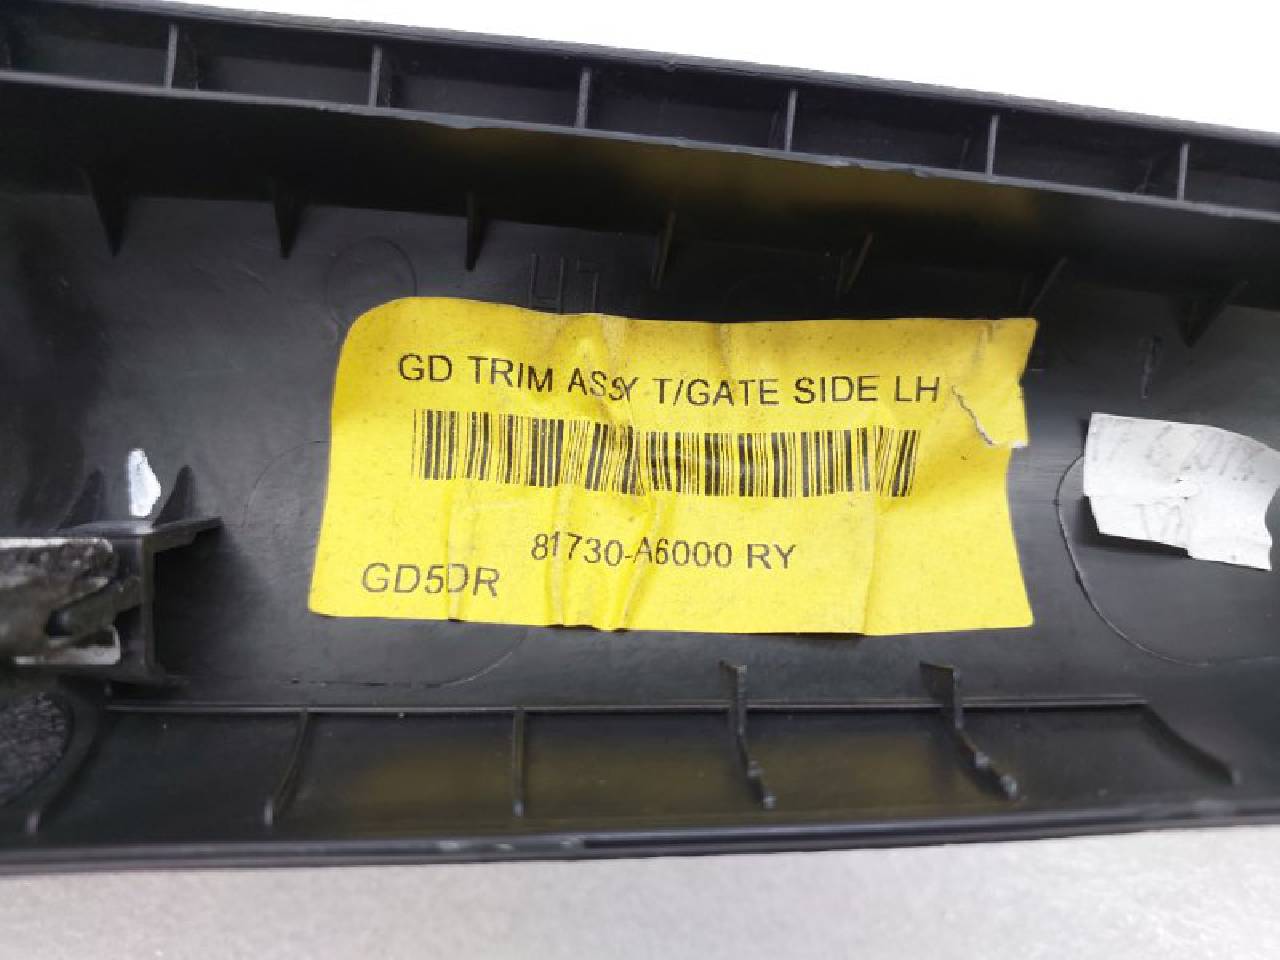 GD TRIM ASSY T/GATE SIDE LH
81730-A6000 RY
GD5DR